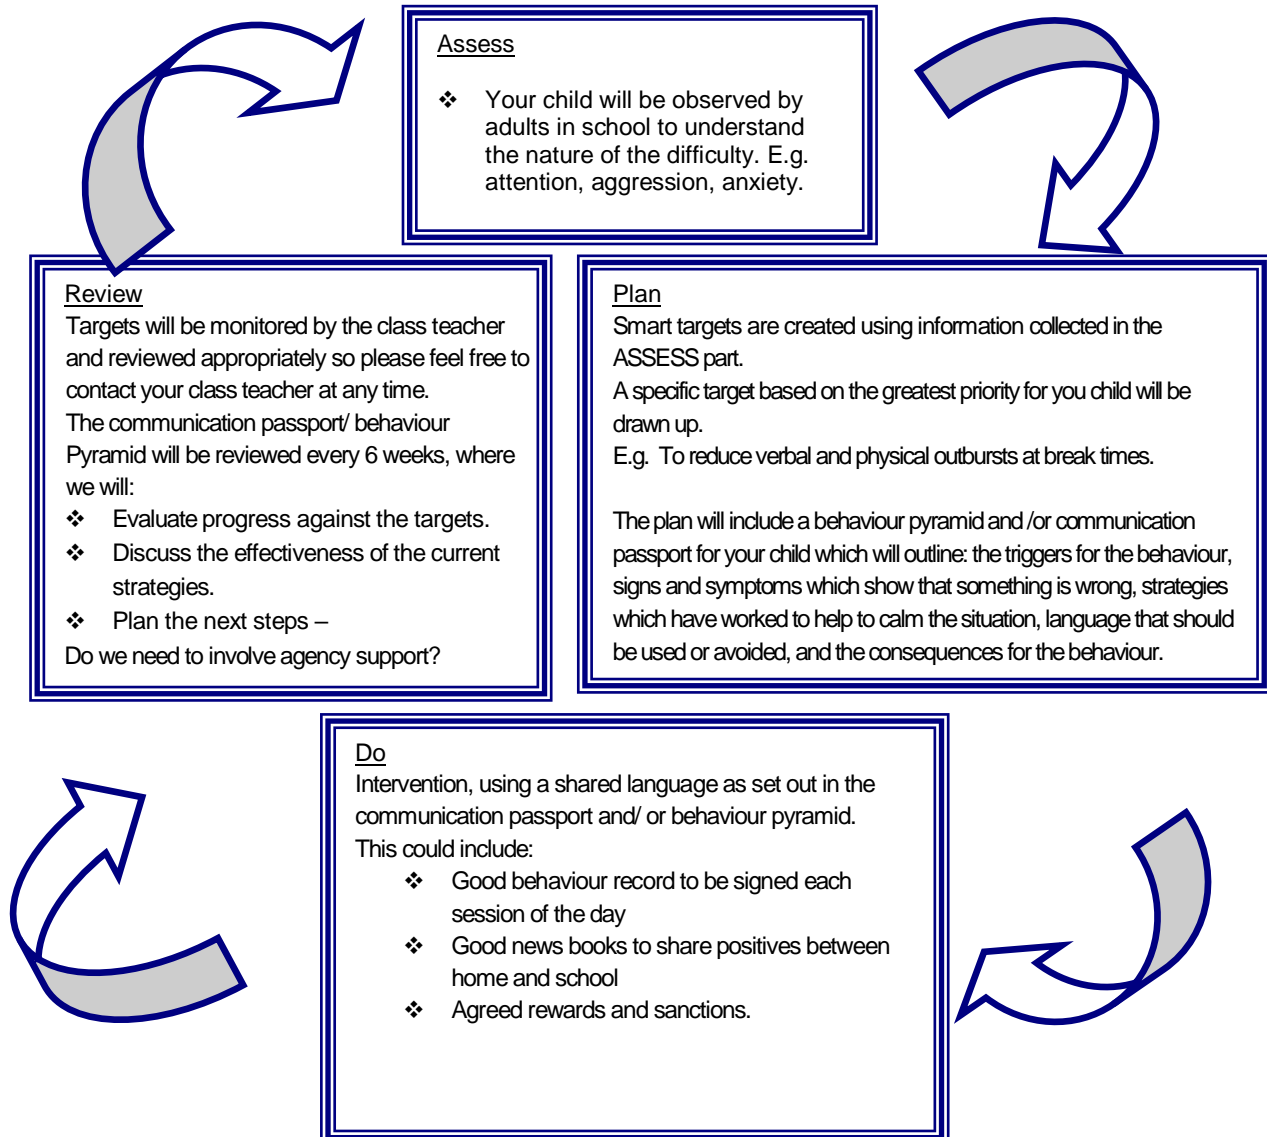 Assess
❖ Your child will be observed by
adults in school to understand
the nature of the difficulty. E.g.
attention, aggression, anxiety.
Review
Targets will be monitored by the class teacher
and reviewed appropriately so please feel free to
contact your class teacher at any time.
The communication passport/ behaviour
Pyramid will be reviewed every 6 weeks, where
we will:
❖ Evaluate progress against the targets.
❖ Discuss the effectiveness of the current
strategies.
❖ Plan the next steps –
Do we need to involve agency support?
Plan
Smart targets are created using information collected in the
ASSESS part.
A specific target based on the greatest priority for you child will be
drawn up.
E.g. To reduce verbal and physical outbursts at break times.
The plan will include a behaviour pyramid and /or communication
passport for your child which will outline: the triggers for the behaviour,
signs and symptoms which show that something is wrong, strategies
which have worked to help to calm the situation, language that should
be used or avoided, and the consequences for the behaviour.
Do
Intervention, using a shared language as set out in the
communication passport and/ or behaviour pyramid.
This could include:
❖ Good behaviour record to be signed each
session of the day
❖ Good news books to share positives between
home and school
❖ Agreed rewards and sanctions.